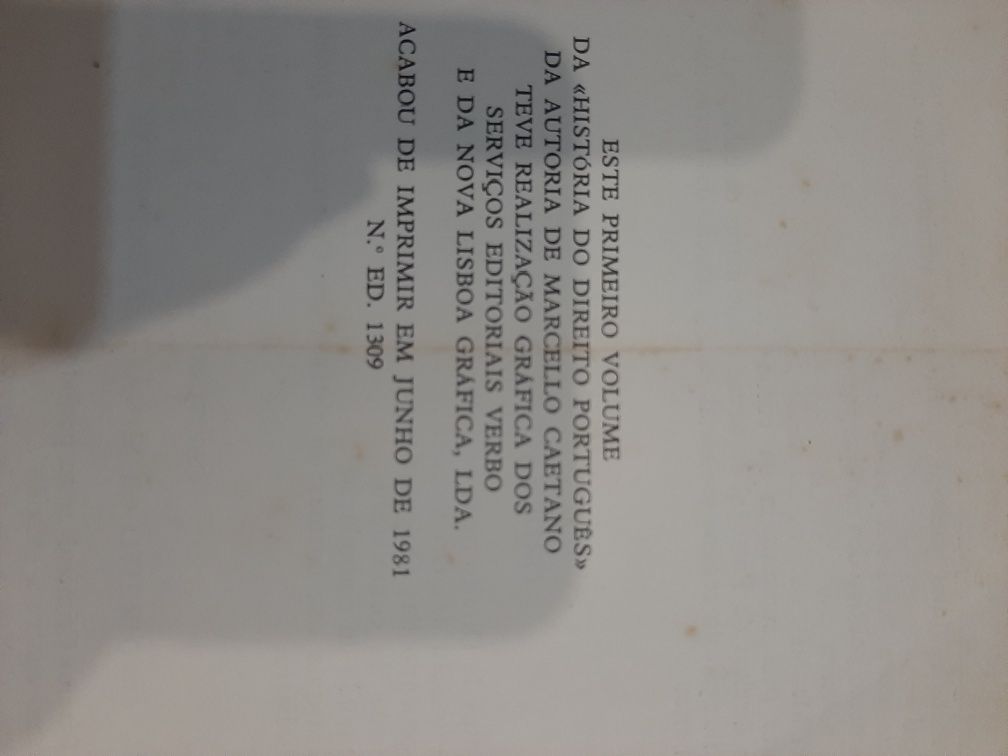 ESTE PRIMEIRO VOLUME
DA «HISTÓRIA DO DIREITO PORTUGUÊS»
DA AUTORIA DE MARCELLO CAETANO
TEVE REALIZAÇÃO GRÁFICA DOS
SERVIÇOS EDITORIAIS VERBO
E DA NOVA LISBOA GRÁFICA, LDA.
ACABOU DE IMPRIMIR EM JUNHO DE 1981
N.º ED. 1309